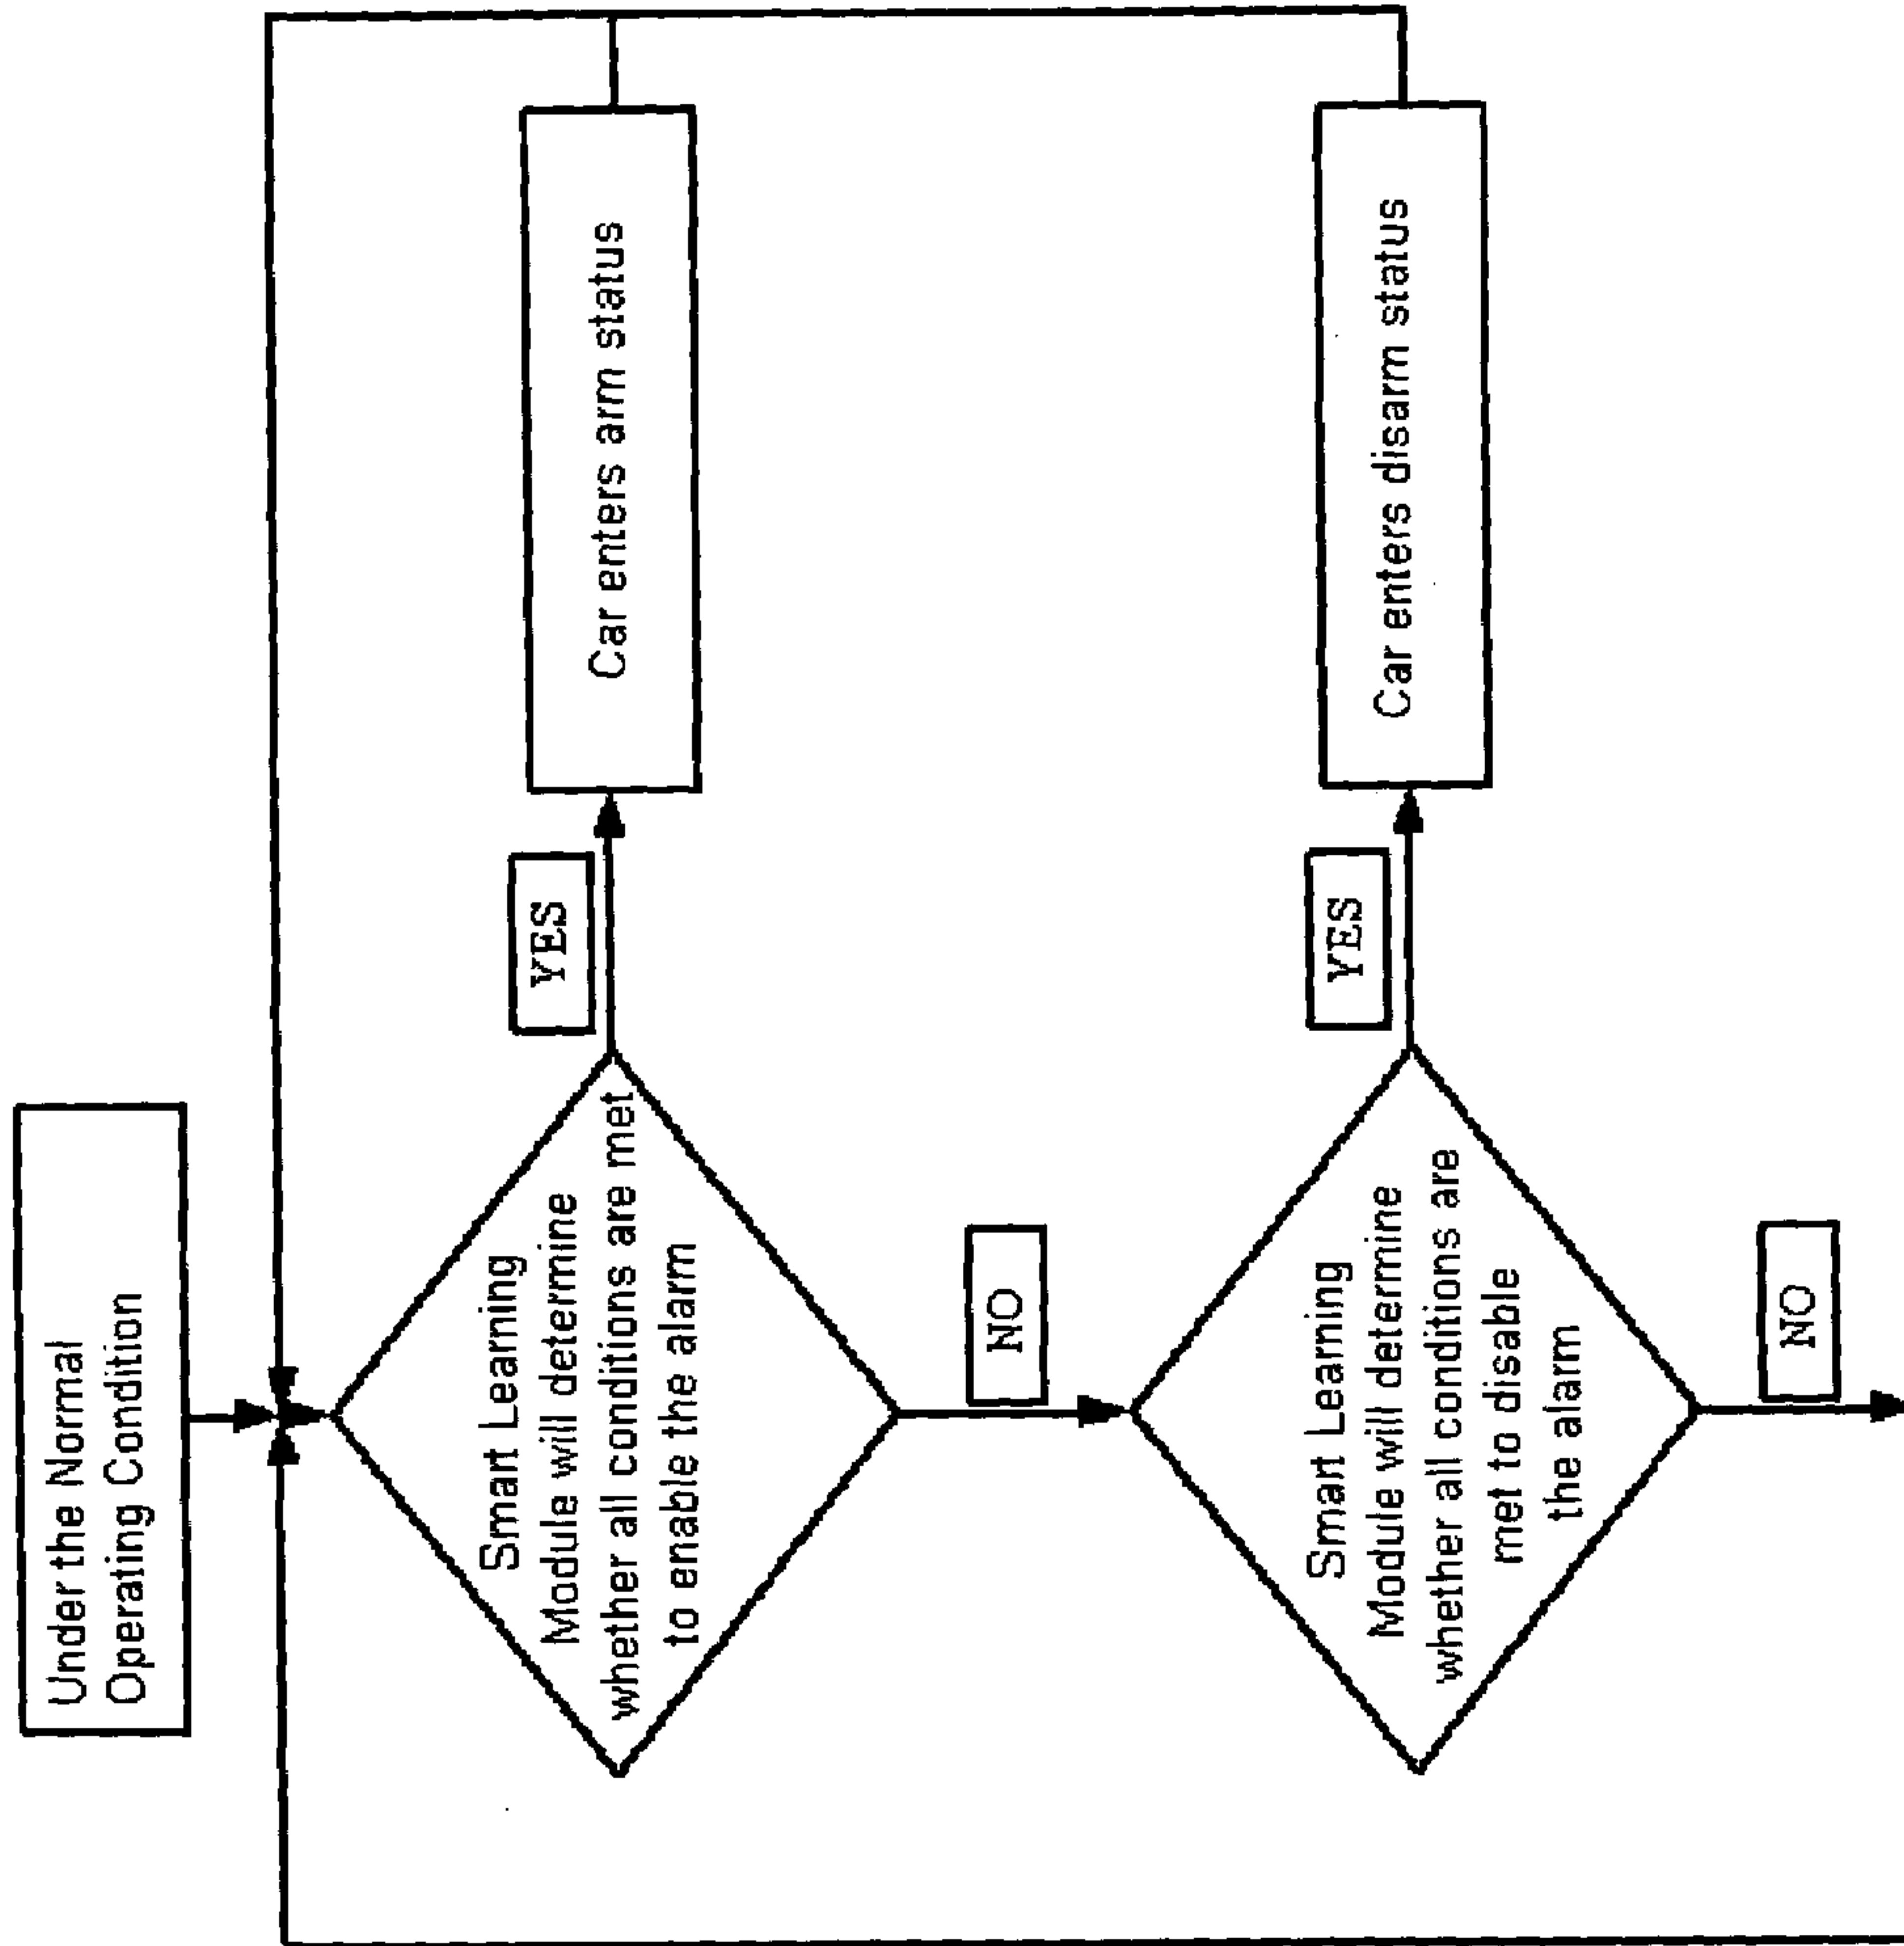 Under the Normal
Operating Condition
Smart Learning
Module will determine
whether all conditions are met
to enable the alarm
YES
Car enters arm status
NO
Smart Learning
Module will determine
whether all conditions are
met to disable
the alarm
YES
Car enters disarm status
NO